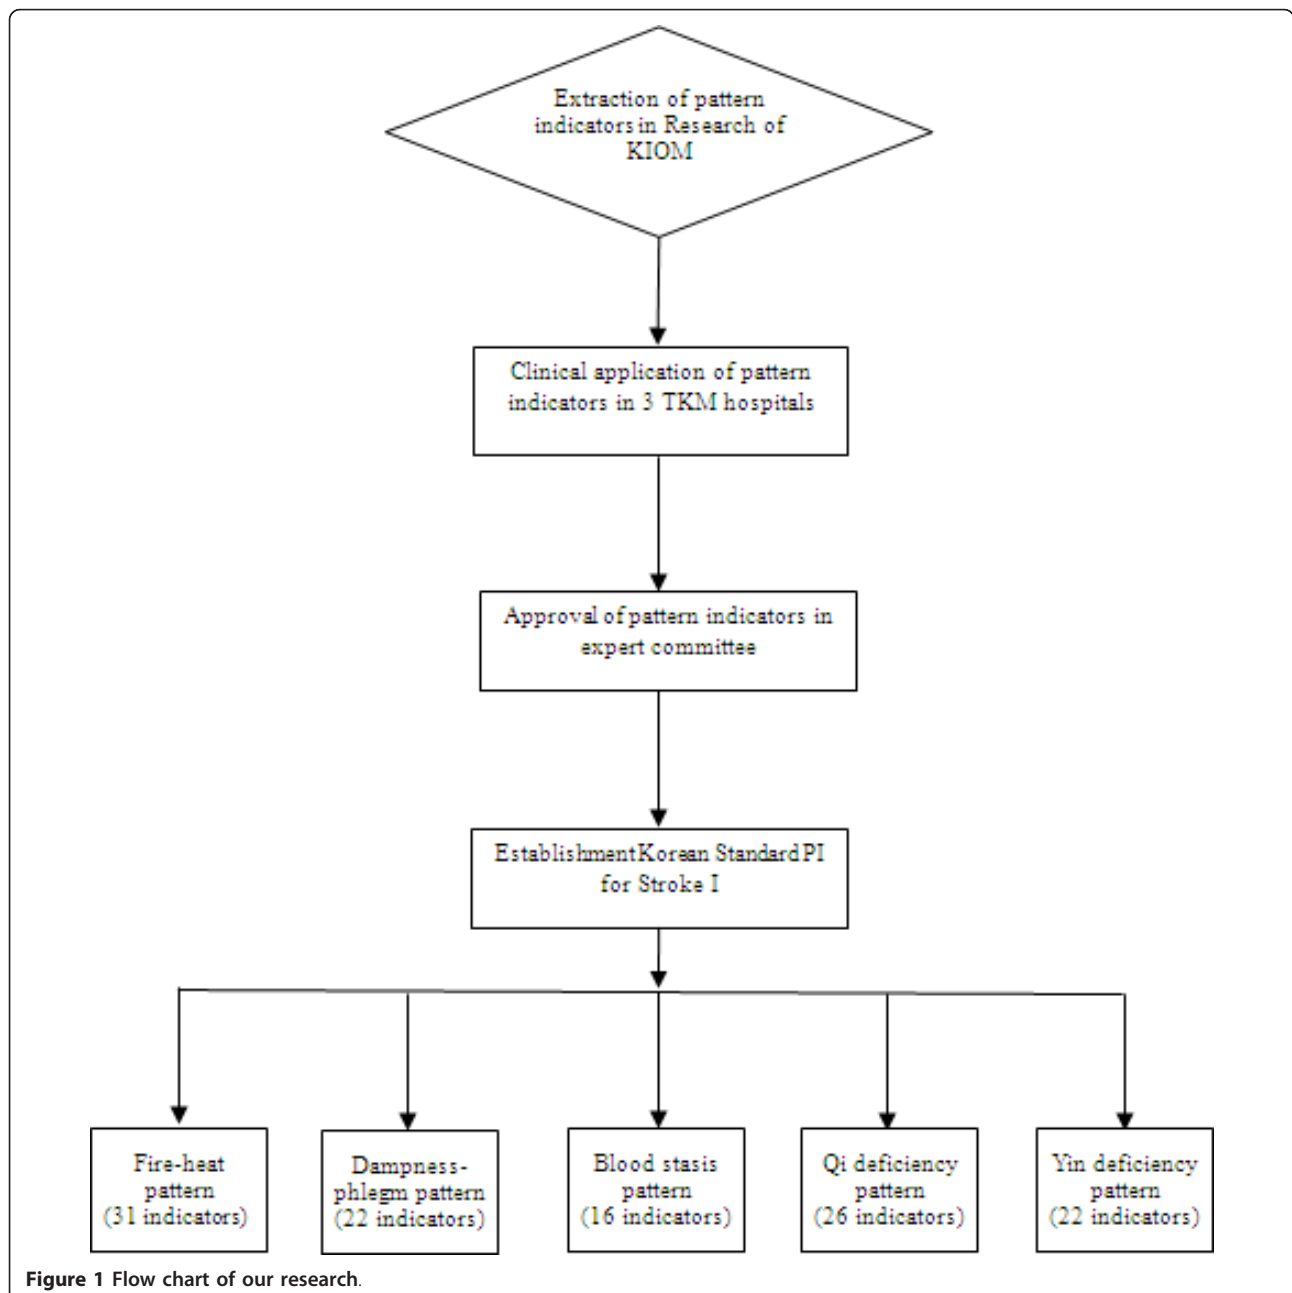 Extraction of pattern
indicators in Research of
KIOM
Clinical application of pattern
indicators in 3 TKM hospitals
Approval of pattern indicators in
expert committee
Establishment Korean Standard PI
for Stroke I
Fire-heat
pattern
(31 indicators)
Dampness-
phlegm pattern
(22 indicators)
Blood stasis
pattern
(16 indicators)
Qi deficiency
pattern
(26 indicators)
Yin deficiency
pattern
(22 indicators)
Figure 1 Flow chart of our research.